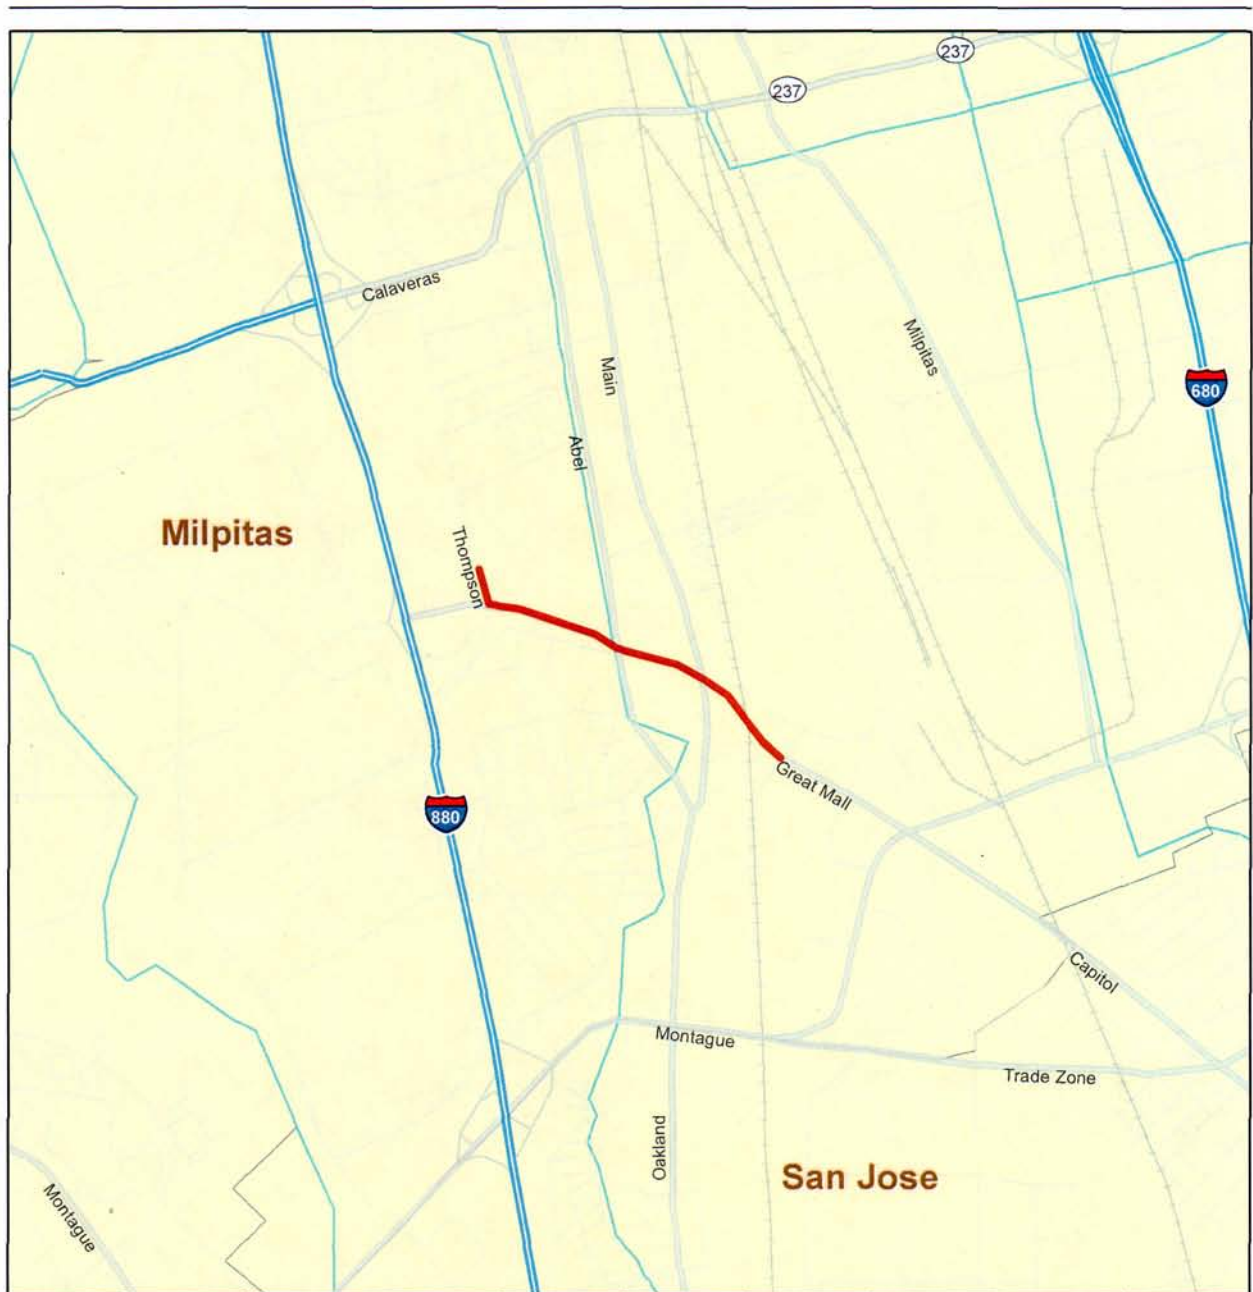 237
237
Calaveras
Milpitas
Main
680
Abel
Milpitas
Thompson
Great Mall
880
Capitol
Montague
Trade Zone
Oakland
San Jose
Montague